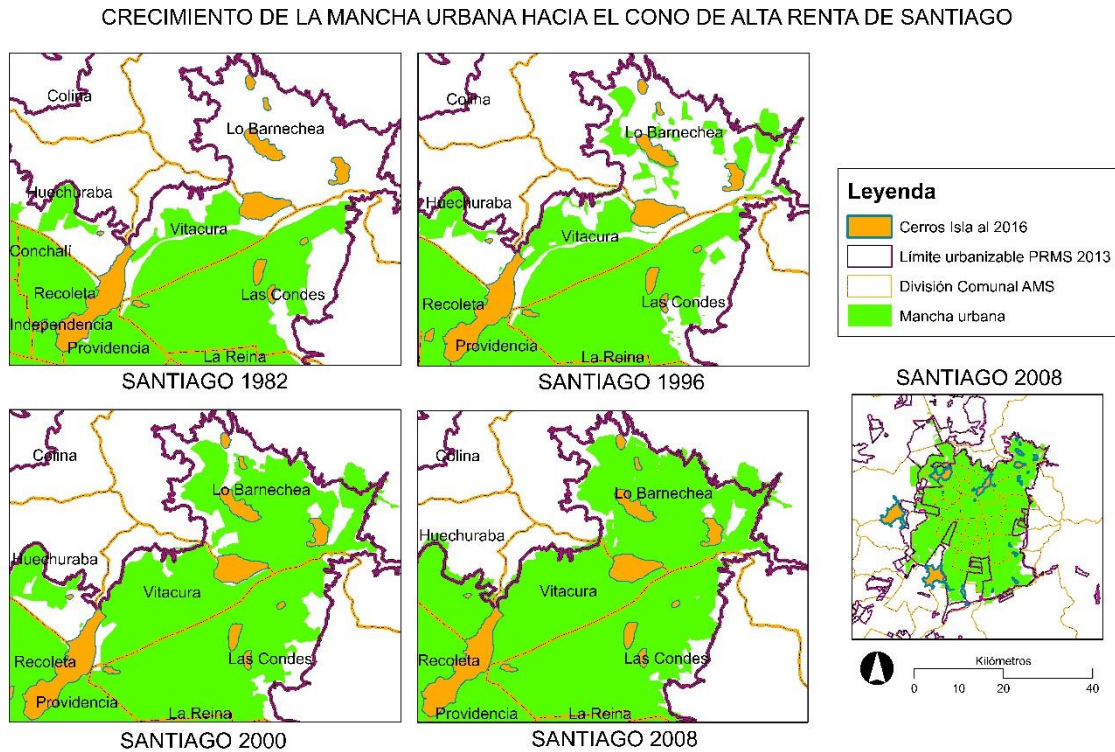 CRECIMIENTO DE LA MANCHA URBANA HACIA EL CONO DE ALTA RENTA DE SANTIAGO
Colina
Lo Barnechea
Huechuraba
Vitacura
Conchalí
Recoleta
Las Condes
Independencia
Providencia
La Reina
SANTIAGO 1982
Colina
Lo Barnechea
Huechuraba
Vitacura
Recoleta
Las Condes
Providencia
La Reina
SANTIAGO 1996
Leyenda
Cerros Isla al 2016
Límite urbanizable PRMS 2013
División Comunal AMS
Mancha urbana
Colina
Lo Barnechea
Huechuraba
Vitacura
Recoleta
Las Condes
Providencia
La Reina
SANTIAGO 2000
Colina
Lo Barnechea
Huechuraba
Vitacura
Recoleta
Las Condes
Providencia
La Reina
SANTIAGO 2008
SANTIAGO 2008
Kilómetros
0 10 20 40